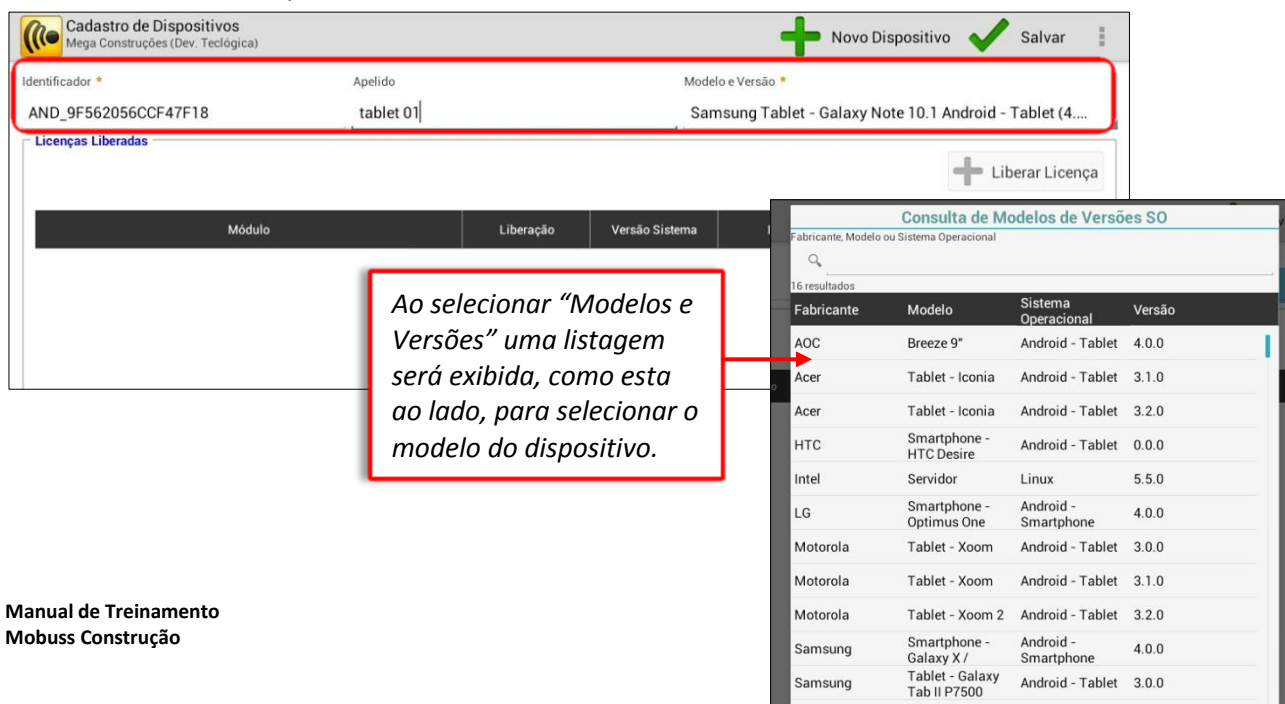 Cadastro de Dispositivos
Mega Construções (Dev. Teclógica)
Novo Dispositivo
Salvar
Identificador *
Apelido
Modelo e Versão *
AND_9F562056CCF47F18
tablet 01
Samsung Tablet - Galaxy Note 10.1 Android - Tablet (4....
Licenças Liberadas
Liberar Licença
Módulo
Liberação
Versão Sistema
Ao selecionar “Modelos e
Versões” uma listagem
será exibida, como esta
ao lado, para selecionar o
modelo do dispositivo.
Consulta de Modelos de Versões SO
Fabricante, Modelo ou Sistema Operacional
16 resultados
Fabricante Modelo Sistema Operacional Versão
AOC Breeze 9" Android - Tablet 4.0.0
Acer Tablet - Iconia Android - Tablet 3.1.0
Acer Tablet - Iconia Android - Tablet 3.2.0
HTC Smartphone - HTC Desire Android - Tablet 0.0.0
Intel Servidor Linux 5.5.0
LG Smartphone - Optimus One Android - Smartphone 4.0.0
Motorola Tablet - Xoom Android - Tablet 3.0.0
Motorola Tablet - Xoom Android - Tablet 3.1.0
Motorola Tablet - Xoom 2 Android - Tablet 3.2.0
Samsung Smartphone - Galaxy X / Android - Smartphone 4.0.0
Samsung Tablet - Galaxy Tab II P7500 Android - Tablet 3.0.0
Manual de Treinamento
Mobuss Construção